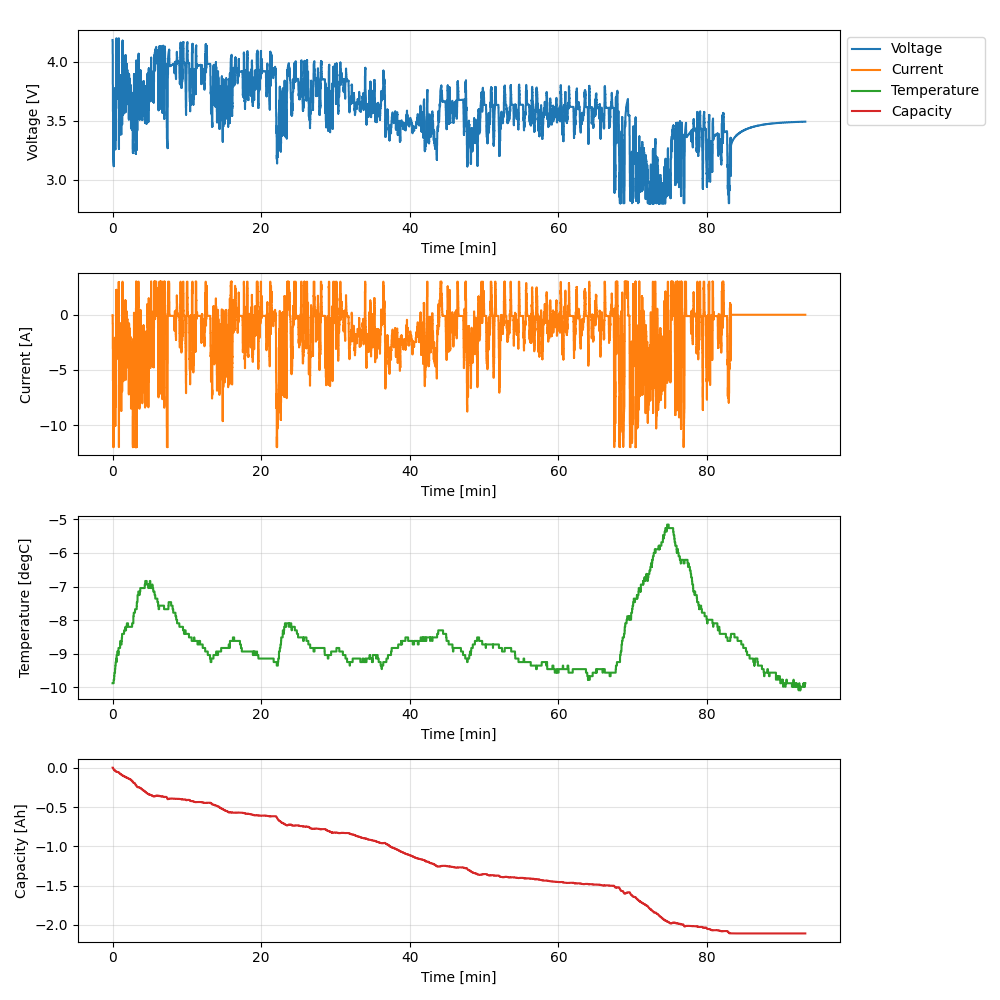 4.0
3.5
3.0
Voltage [V]
0 20 40 60 80
Time [min]
Voltage
Current
Temperature
Capacity
0
−5
−10
Current [A]
0 20 40 60 80
Time [min]
−5
−6
−7
−8
−9
−10
Temperature [degC]
0 20 40 60 80
Time [min]
0.0
−0.5
−1.0
−1.5
−2.0
Capacity [Ah]
0 20 40 60 80
Time [min]